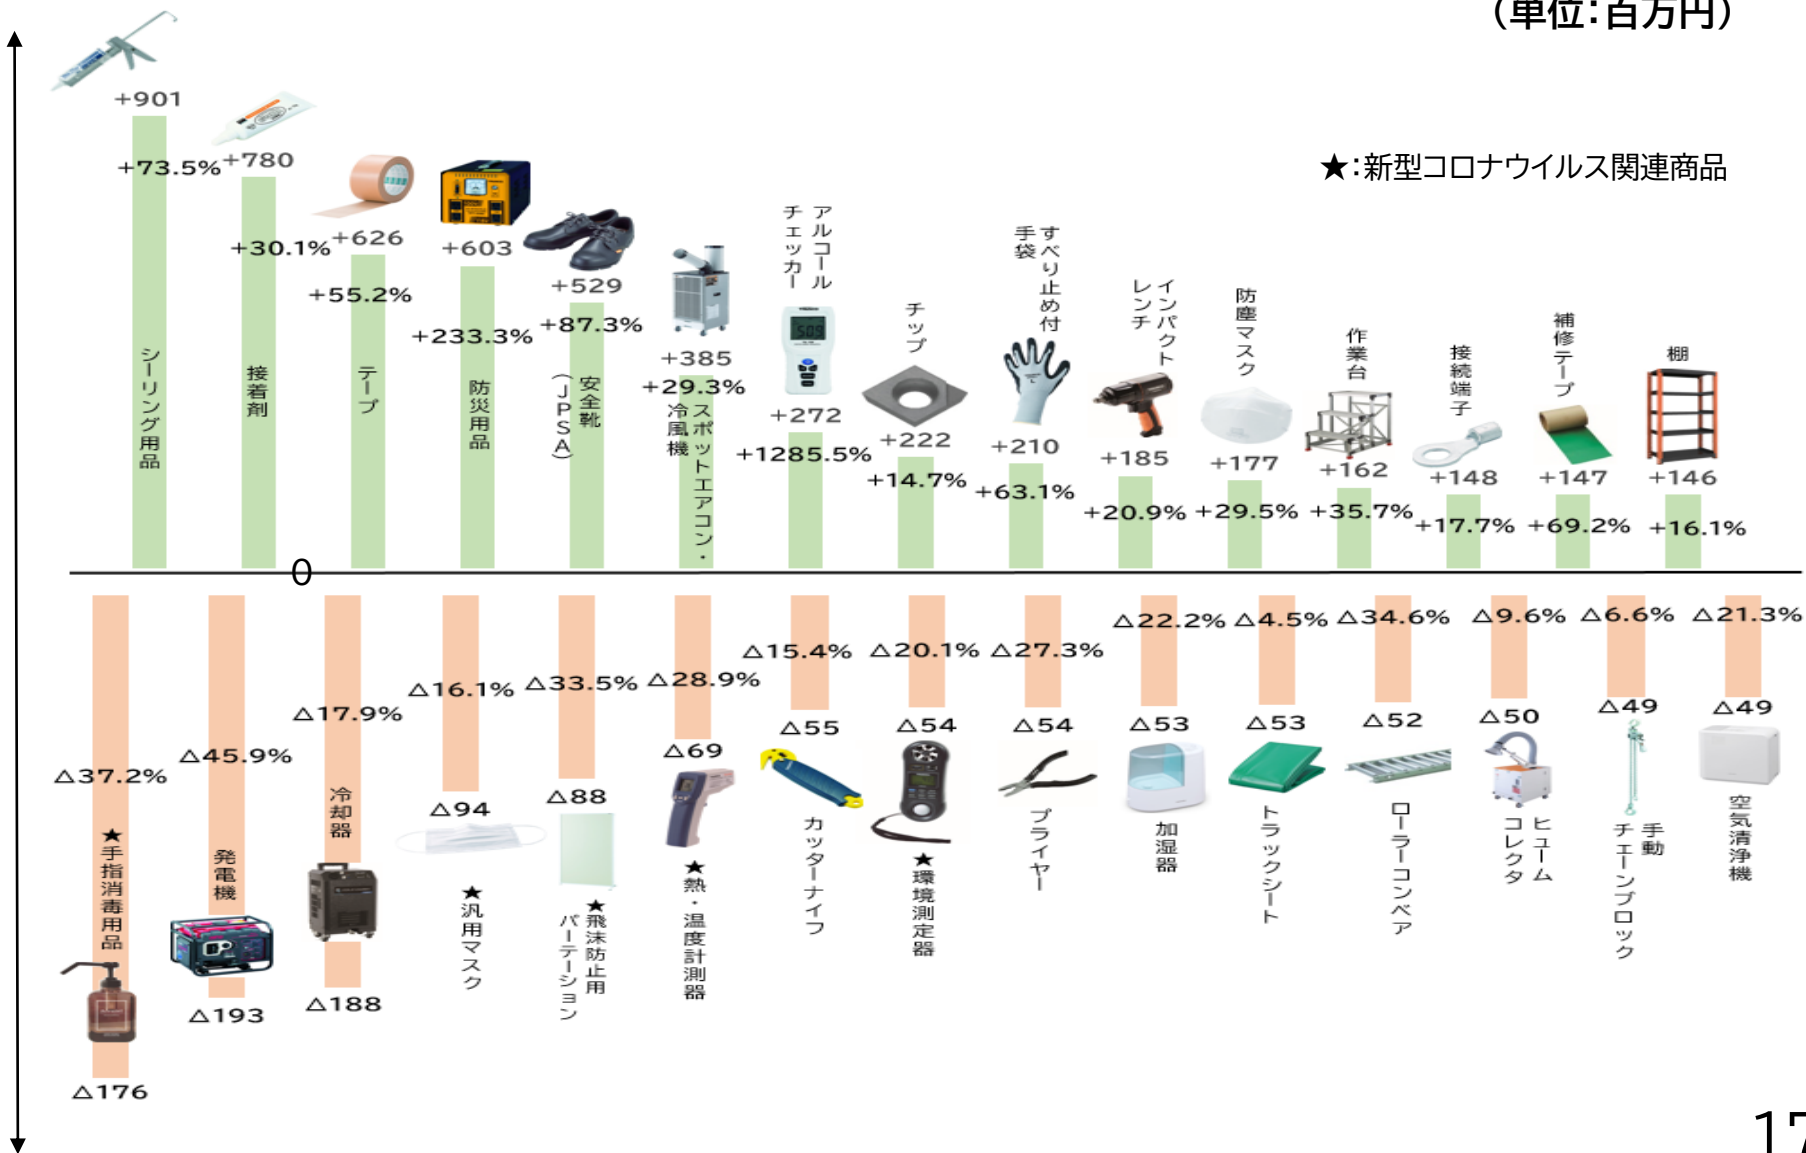 （単位：百万円）
★：新型コロナウイルス関連商品
+901
+73.5%
シーリング用品
+780
+30.1%
接着剤
+626
+55.2%
テープ
+603
+233.3%
防災用品
+529
+87.3%
安全靴
（JPSA）
+385
+29.3%
スポットエアコン・
冷風機
アルコール
チェッカー
+272
+1285.5%
チップ
+222
+14.7%
すべり止め付
手袋
+210
+63.1%
インパクト
レンチ
+185
+20.9%
防塵マスク
+177
+29.5%
作業台
+162
+35.7%
接続端子
+148
+17.7%
補修テープ
+147
+69.2%
棚
+146
+16.1%
0
△37.2%
★手指消毒用品
△176
△45.9%
発電機
△193
△17.9%
冷却器
△188
△16.1%
△94
★汎用マスク
△33.5%
△88
★飛沫防止用
パーテーション
△28.9%
△69
★熱・温度計測器
△15.4%
△55
カッターナイフ
△20.1%
△54
★環境測定器
△27.3%
△54
プライヤー
△22.2%
△53
加湿器
△4.5%
△53
トラックシート
△34.6%
△52
ローラーコンベア
△9.6%
△50
ヒューム
コレクタ
△6.6%
△49
手動
チェーンブロック
△21.3%
△49
空気清浄機
17